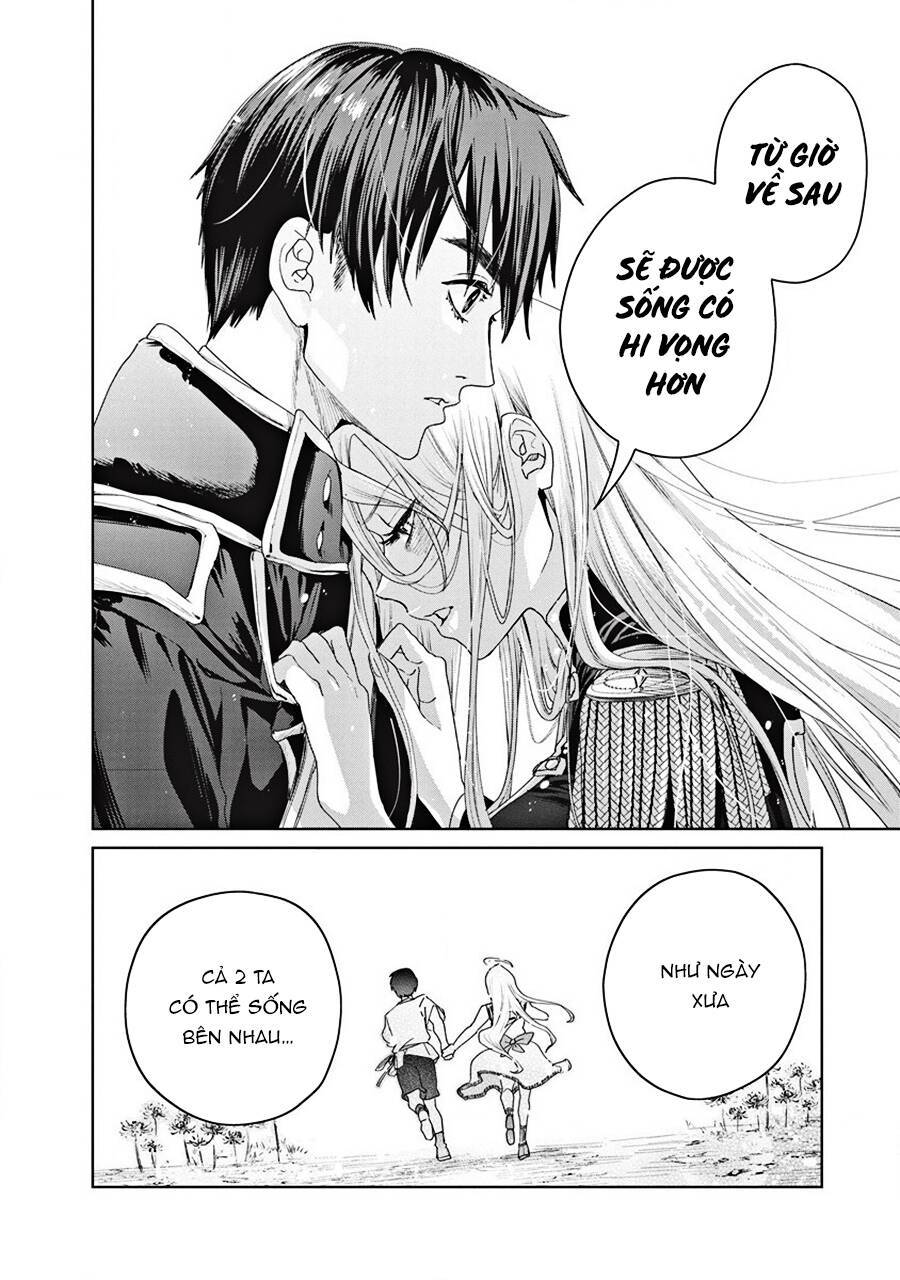 TỪ GIỜ
VỀ SAU
SẼ ĐƯỢC
SỐNG CÓ
HI VỌNG
HƠN
NHƯ NGÀY
XƯA
CẢ 2 TA
CÓ THỂ SỐNG
BÊN NHAU...